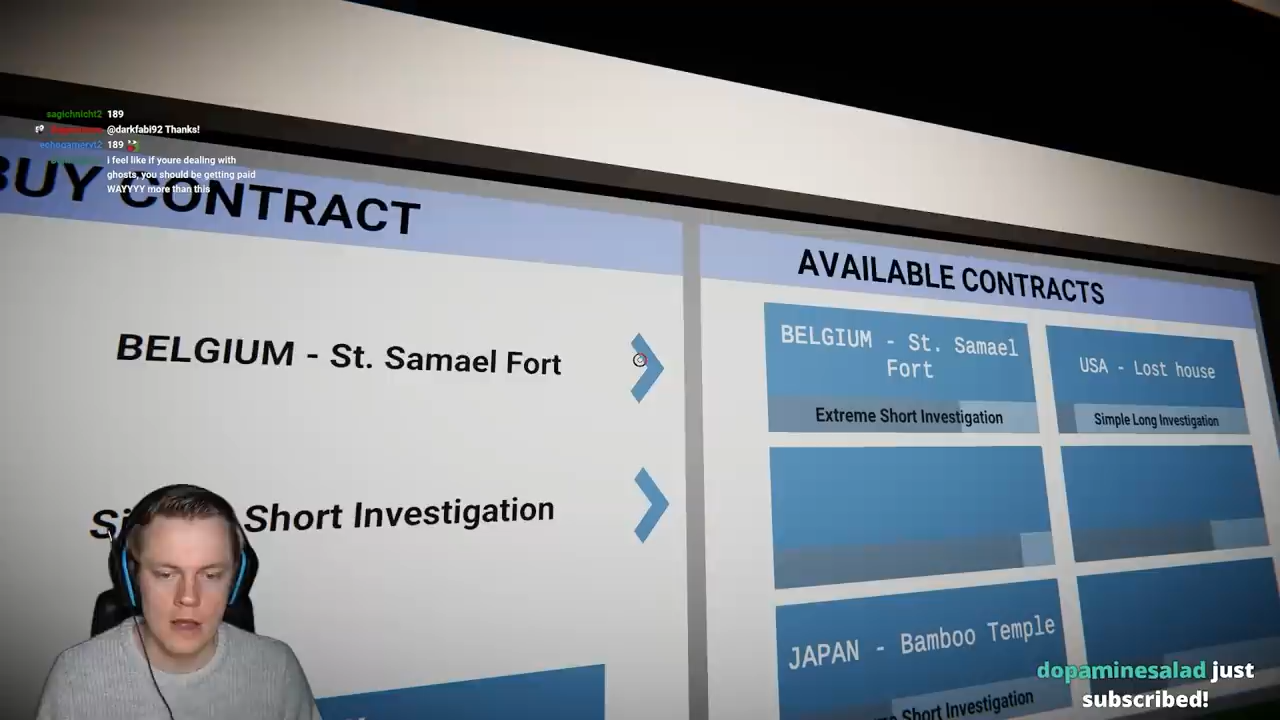 sagichnicht2 189
@darkfabi92 Thanks!
echogamervt2 189
i feel like if youre dealing with
ghosts, you should be getting paid
WAYYYY more than this
BUY CONTRACT
BELGIUM - St. Samael Fort
Short Investigation
AVAILABLE CONTRACTS
BELGIUM - St. Samael
Fort
Extreme Short Investigation
USA - Lost house
Simple Long Investigation
JAPAN - Bamboo Temple
Short Investigation
dopaminesalad just
subscribed!